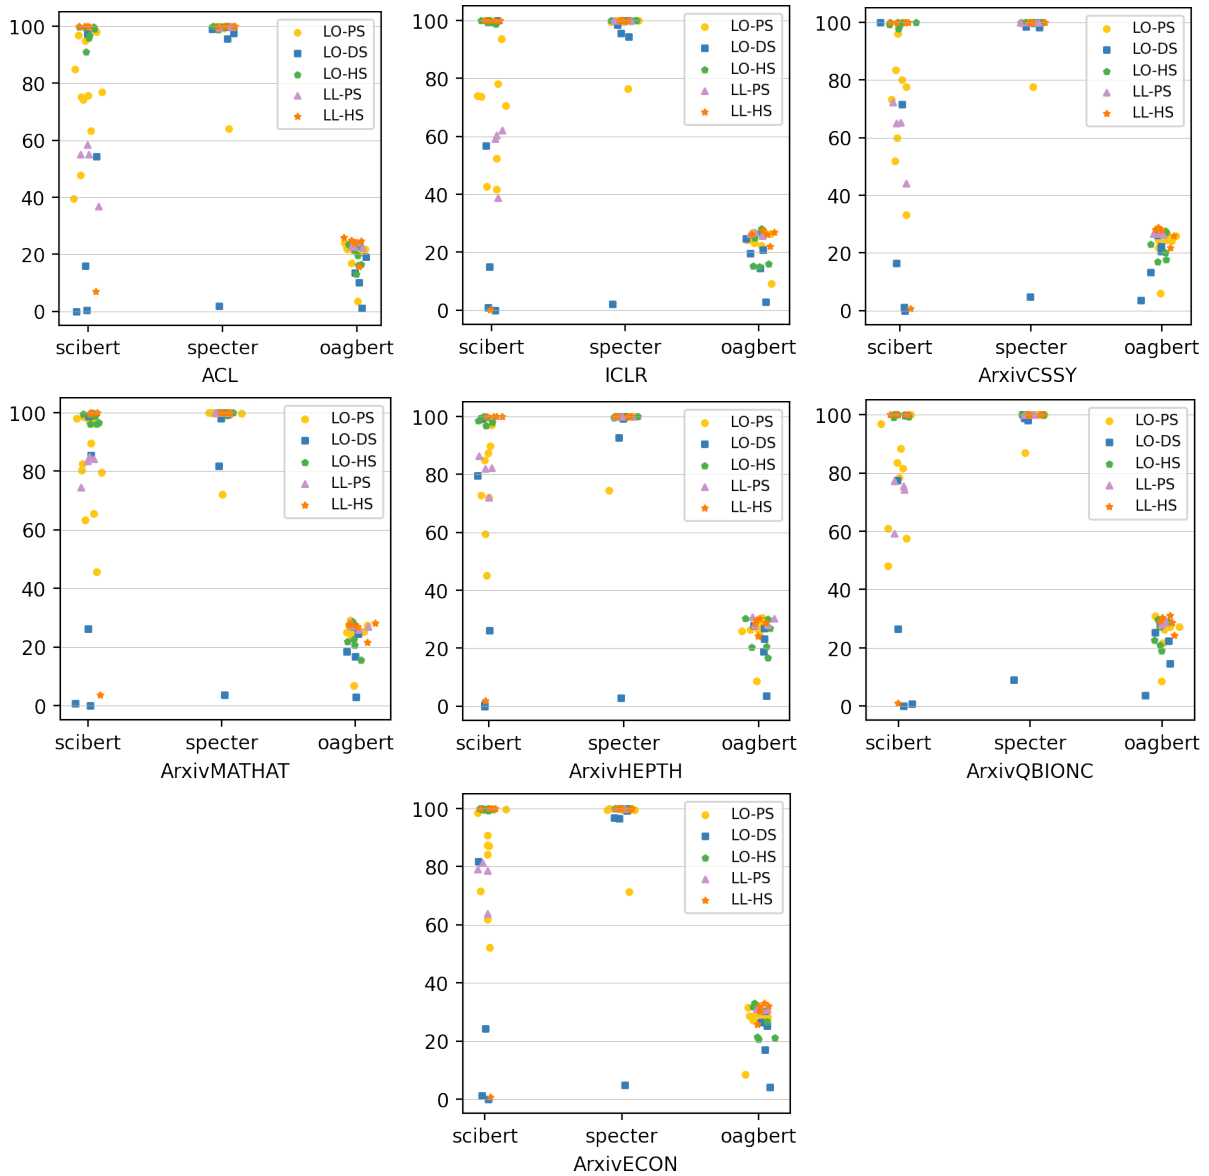 100
80
60
40
20
0
LO-PS
LO-DS
LO-HS
LL-PS
LL-HS
scibert specter oagbert
ACL
100
80
60
40
20
0
LO-PS
LO-DS
LO-HS
LL-PS
LL-HS
scibert specter oagbert
ICLR
100
80
60
40
20
0
LO-PS
LO-DS
LO-HS
LL-PS
LL-HS
scibert specter oagbert
ArxivCSSY
100
80
60
40
20
0
LO-PS
LO-DS
LO-HS
LL-PS
LL-HS
scibert specter oagbert
ArxivMATHAT
100
80
60
40
20
0
LO-PS
LO-DS
LO-HS
LL-PS
LL-HS
scibert specter oagbert
ArxivHEPTH
100
80
60
40
20
0
LO-PS
LO-DS
LO-HS
LL-PS
LL-HS
scibert specter oagbert
ArxivQBIONC
100
80
60
40
20
0
LO-PS
LO-DS
LO-HS
LL-PS
LL-HS
scibert specter oagbert
ArxivECON